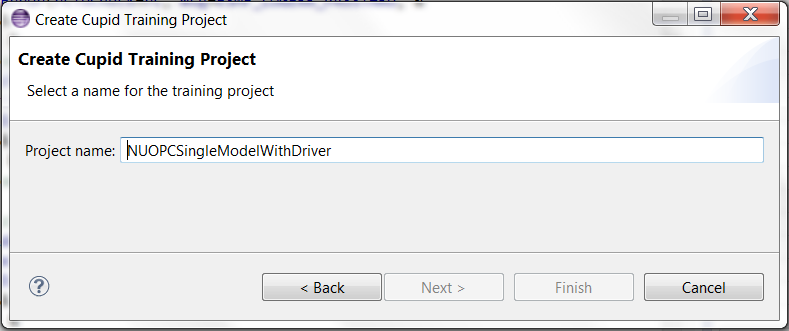 Create Cupid Training Project
Create Cupid Training Project
Select a name for the training project
Project name: NUOPCSingleModelWithDriver
? < Back Next > Finish Cancel